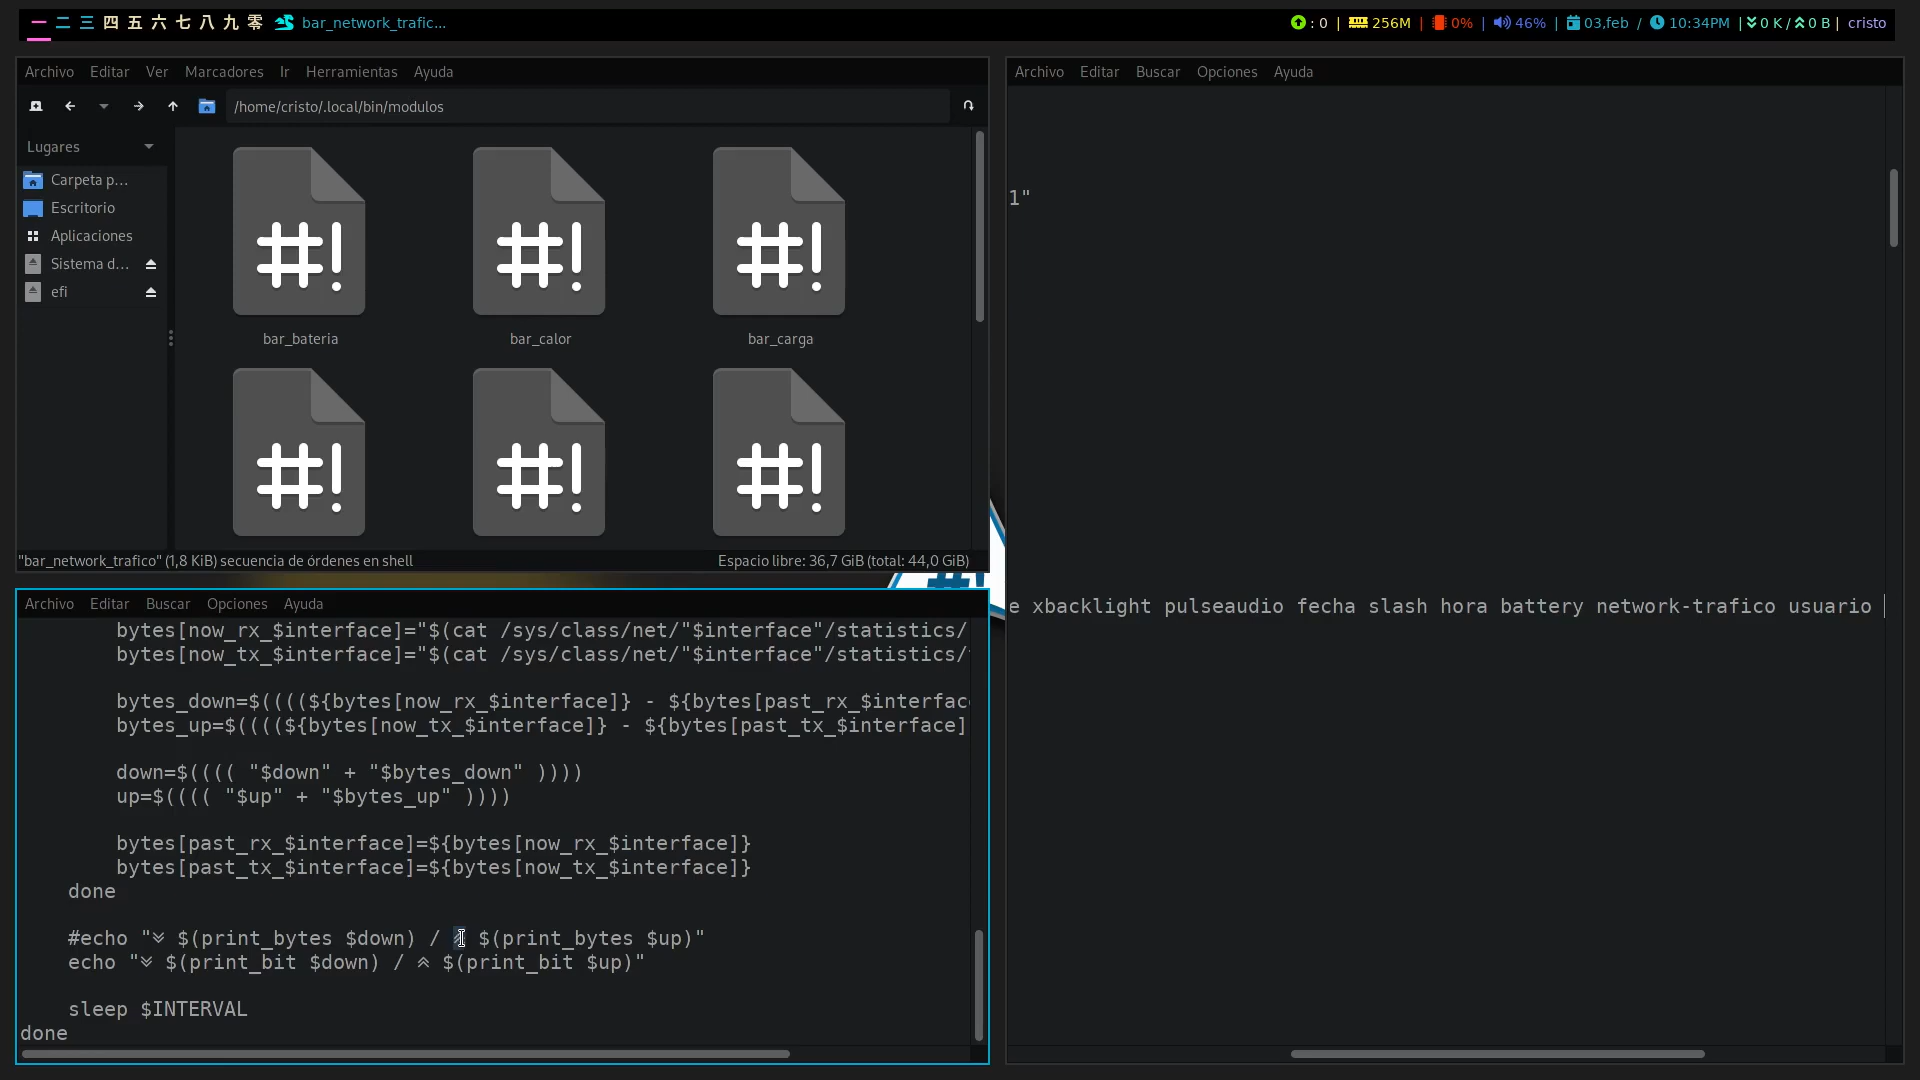 一 二 三 四 五 六 七 八 九 零 bar_network_trafic... : 0 | 256M | 0% | 46% | 03,feb / 10:34PM | 0 K / 0 B | cristo
Archivo Editar Ver Marcadores Ir Herramientas Ayuda
/home/cristo/.local/bin/modulos
Lugares
Carpeta p...
Escritorio
Aplicaciones
Sistema d...
efi
#! #! #!
bar_bateria bar_calor bar_carga
#! #! #!
"bar_network_trafico" (1,8 KiB) secuencia de órdenes en shell Espacio libre: 36,7 GiB (total: 44,0 GiB)
Archivo Editar Buscar Opciones Ayuda
bytes[now_rx_$interface]="$(cat /sys/class/net/"$interface"/statistics/
bytes[now_tx_$interface]="$(cat /sys/class/net/"$interface"/statistics/
bytes_down=$((((${bytes[now_rx_$interface]} - ${bytes[past_rx_$interfac
bytes_up=$((((${bytes[now_tx_$interface]} - ${bytes[past_tx_$interface]
down=$(((( "$down" + "$bytes_down" ))))
up=$(((( "$up" + "$bytes_up" ))))
bytes[past_rx_$interface]=${bytes[now_rx_$interface]}
bytes[past_tx_$interface]=${bytes[now_tx_$interface]}
done
#echo " $(print_bytes $down) / $(print_bytes $up)"
echo " $(print_bit $down) / $(print_bit $up)"
sleep $INTERVAL
done
Archivo Editar Buscar Opciones Ayuda
1"
e xbacklight pulseaudio fecha slash hora battery network-trafico usuario